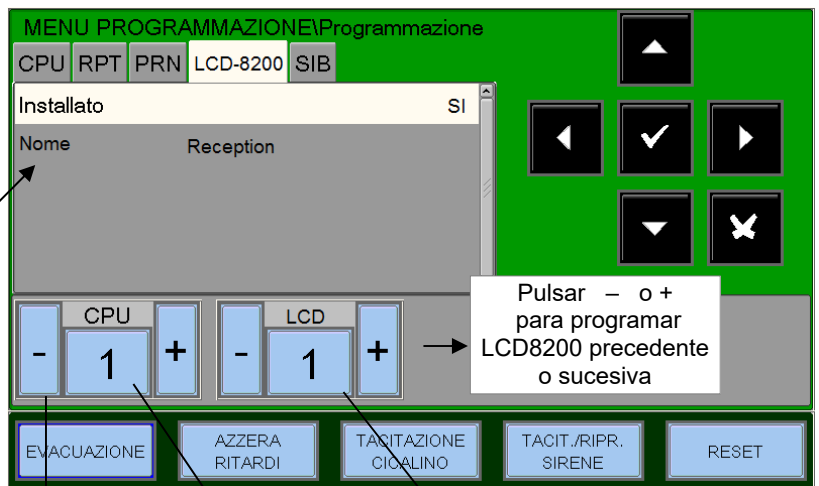 MENU PROGRAMMAZIONE\Programmazione
CPU RPT PRN LCD-8200 SIB
Installato SI
Nome Reception
CPU
- 1 +
LCD
- 1 +
Pulsar – o +
para programar
LCD8200 precedente
o sucesiva
EVACUAZIONE
AZZERA
RITARDI
TACITAZIONE
CICALINO
TACIT./RIPR.
SIRENE
RESET